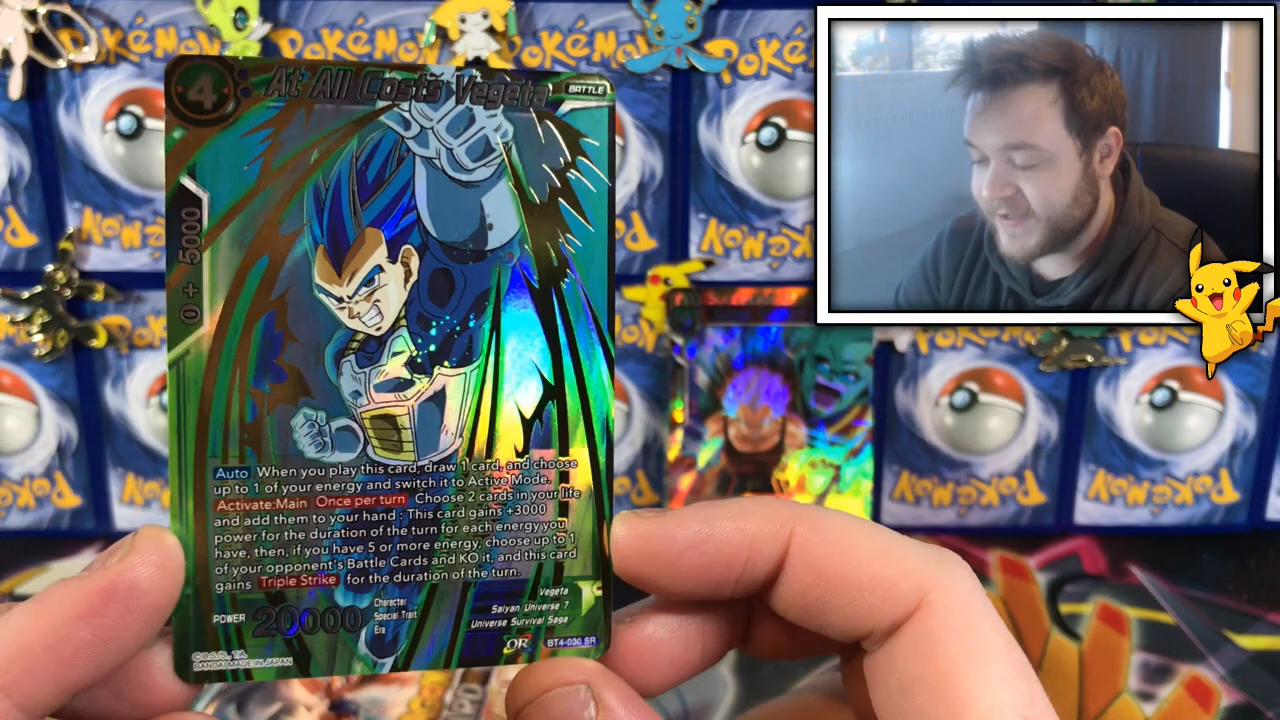 POKéMON
POKéMON
POKéMON
POKéMON
4
At All Costs Vegeta
BATTLE
0 + 5000
Auto When you play this card, draw 1 card, and choose
up to 1 of your energy and switch it to Active Mode.
Activate:Main Once per turn Choose 2 cards in your life
and add them to your hand : This card gains +3000
power for the duration of the turn for each energy you
have, then, if you have 5 or more energy, choose up to 1
of your opponent's Battle Cards and KO it, and this card
gains Triple Strike for the duration of the turn.
POWER 20000
Character Vegeta
Special Trait Saiyan Universe 7
Era Universe Survival Saga
QR BT4-030 SR
©B.S./S., T.A.
BANDAI MADE IN JAPAN